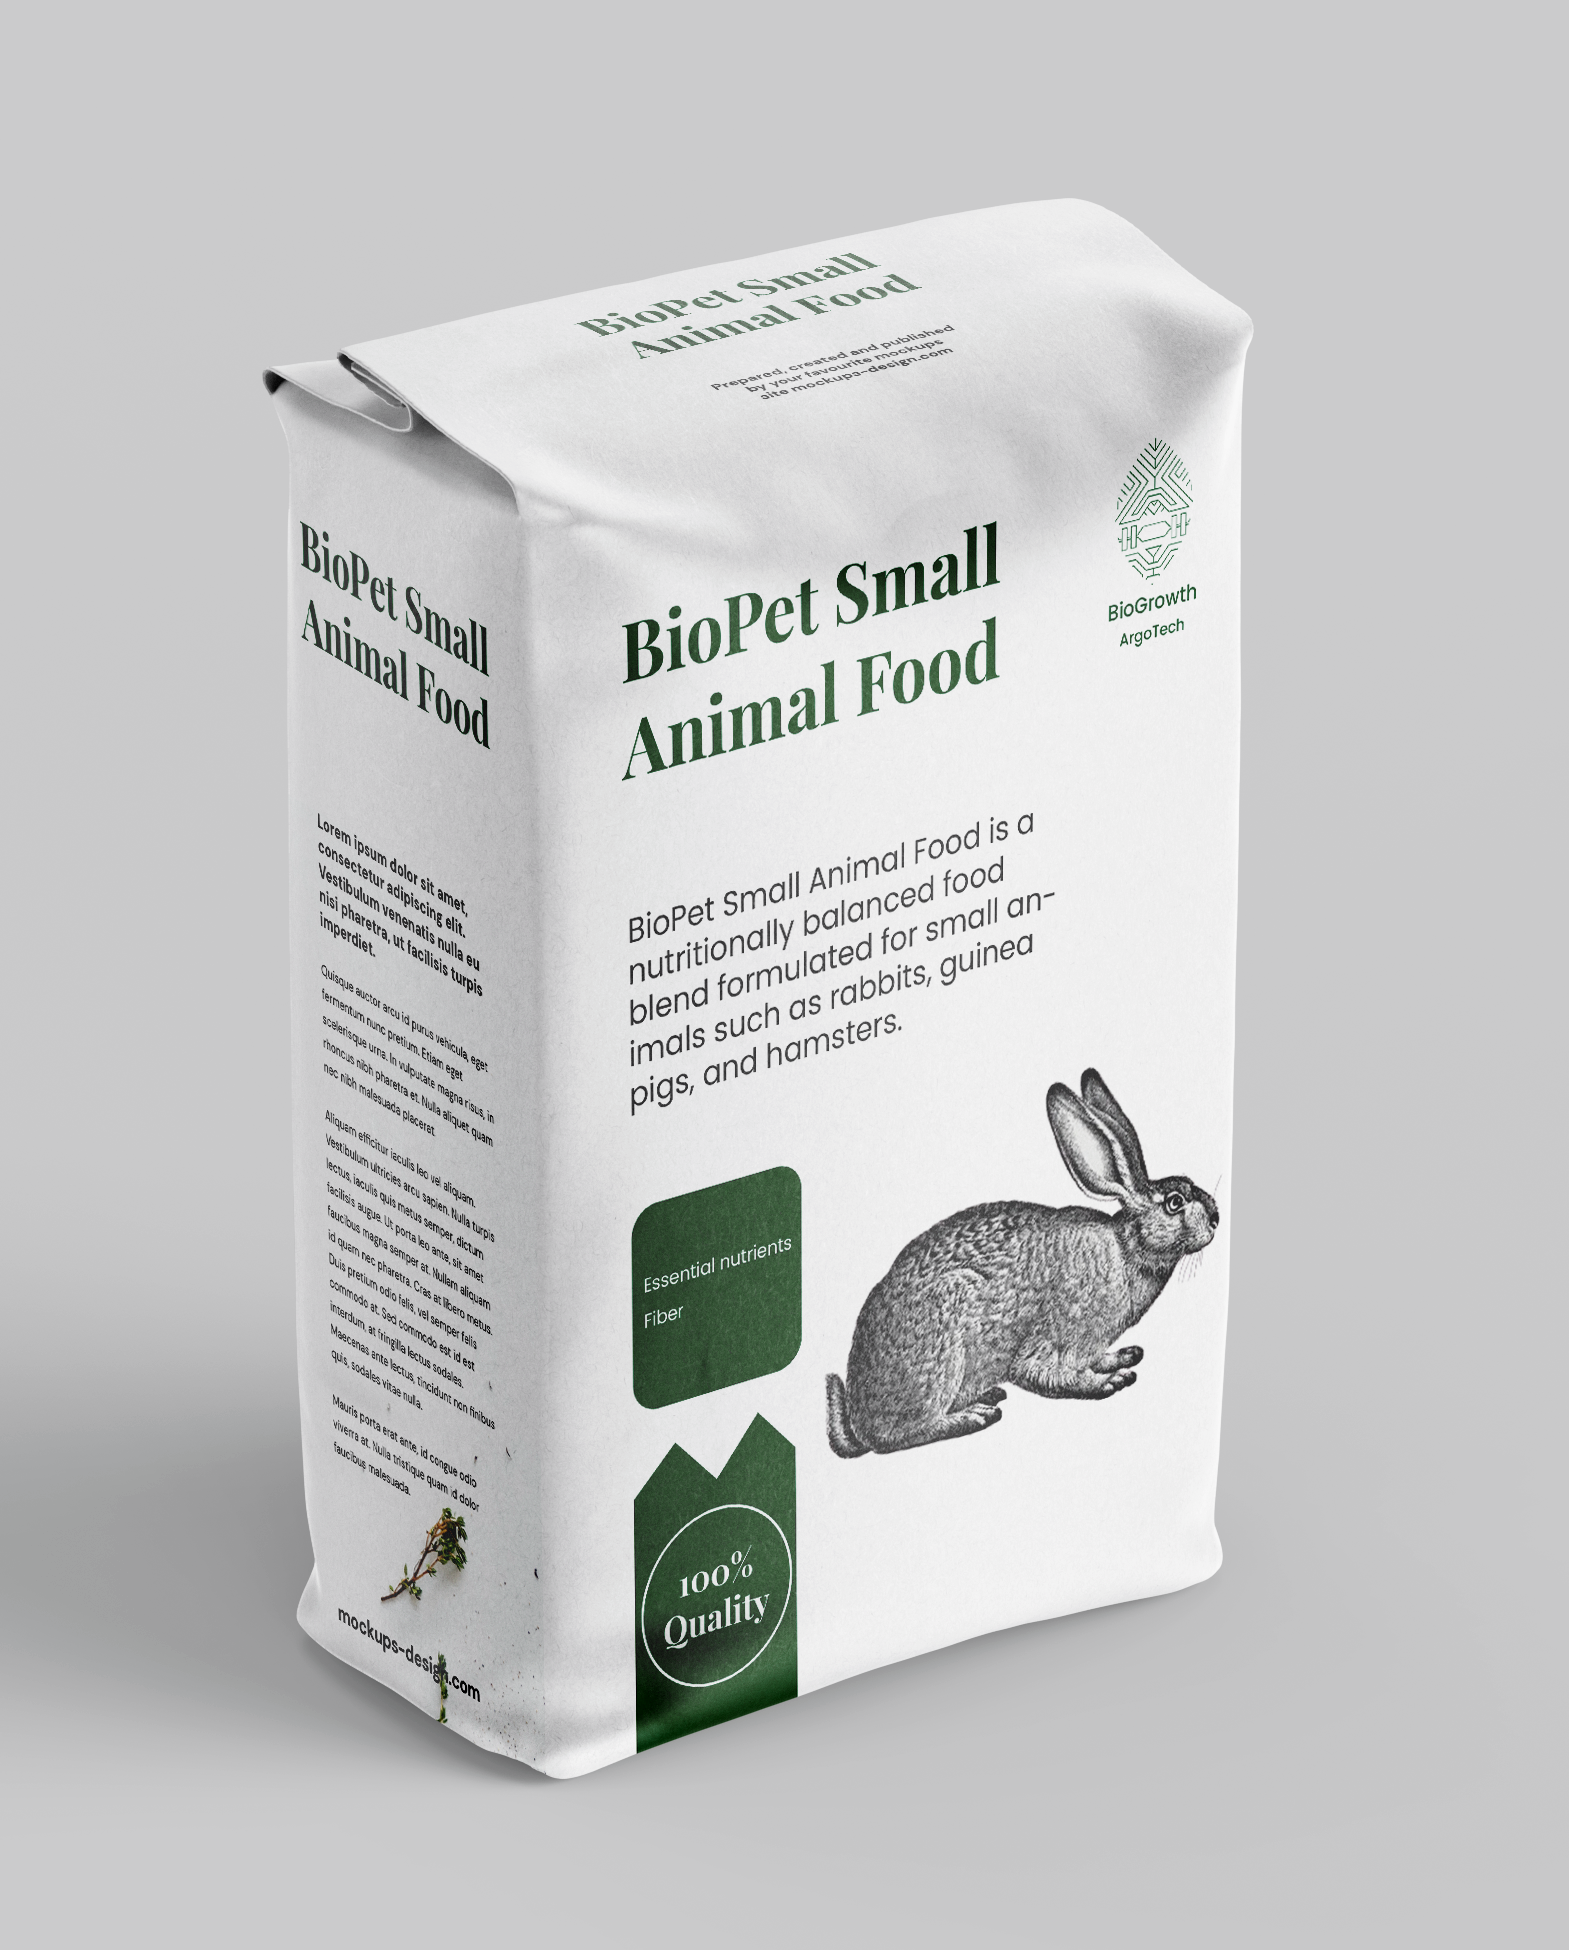 BioPet Small
Animal Food
Prepared, created and published
by your favourite mockups
site mockups-design.com
BioPet Small
Animal Food
Lorem ipsum dolor sit amet,
consectetur adipiscing elit.
Vestibulum venenatis nulla eu
nisi pharetra, ut facilisis turpis
imperdiet.
Quisque auctor arcu id purus vehicula, eget
fermentum nunc pretium. Etiam eget
scelerisque urna. In vulputate magna risus, in
rhoncus nibh pharetra et. Nulla aliquet quam
nec nibh malesuada placerat.
Aliquam efficitur iaculis leo vel aliquam.
Vestibulum ultricies arcu sapien. Nulla turpis
lectus, iaculis quis metus semper, dictum
facilisis augue. Ut porta leo ante, sit amet
faucibus magna semper at. Nullam aliquam
id quam nec pharetra. Cras at libero metus.
Duis pretium odio felis, vel semper felis
commodo at. Sed commodo est id est
interdum, at fringilla lectus sodales.
Maecenas ante lectus, tincidunt non finibus
quis, sodales vitae nulla.
Mauris porta erat ante, id congue odio
viverra at. Nulla tristique quam id dolor
faucibus malesuada.
mockups-design.com
BioGrowth
ArgoTech
BioPet Small
Animal Food
BioPet Small Animal Food is a
nutritionally balanced food
blend formulated for small an-
imals such as rabbits, guinea
pigs, and hamsters.
Essential nutrients
Fiber
100%
Quality